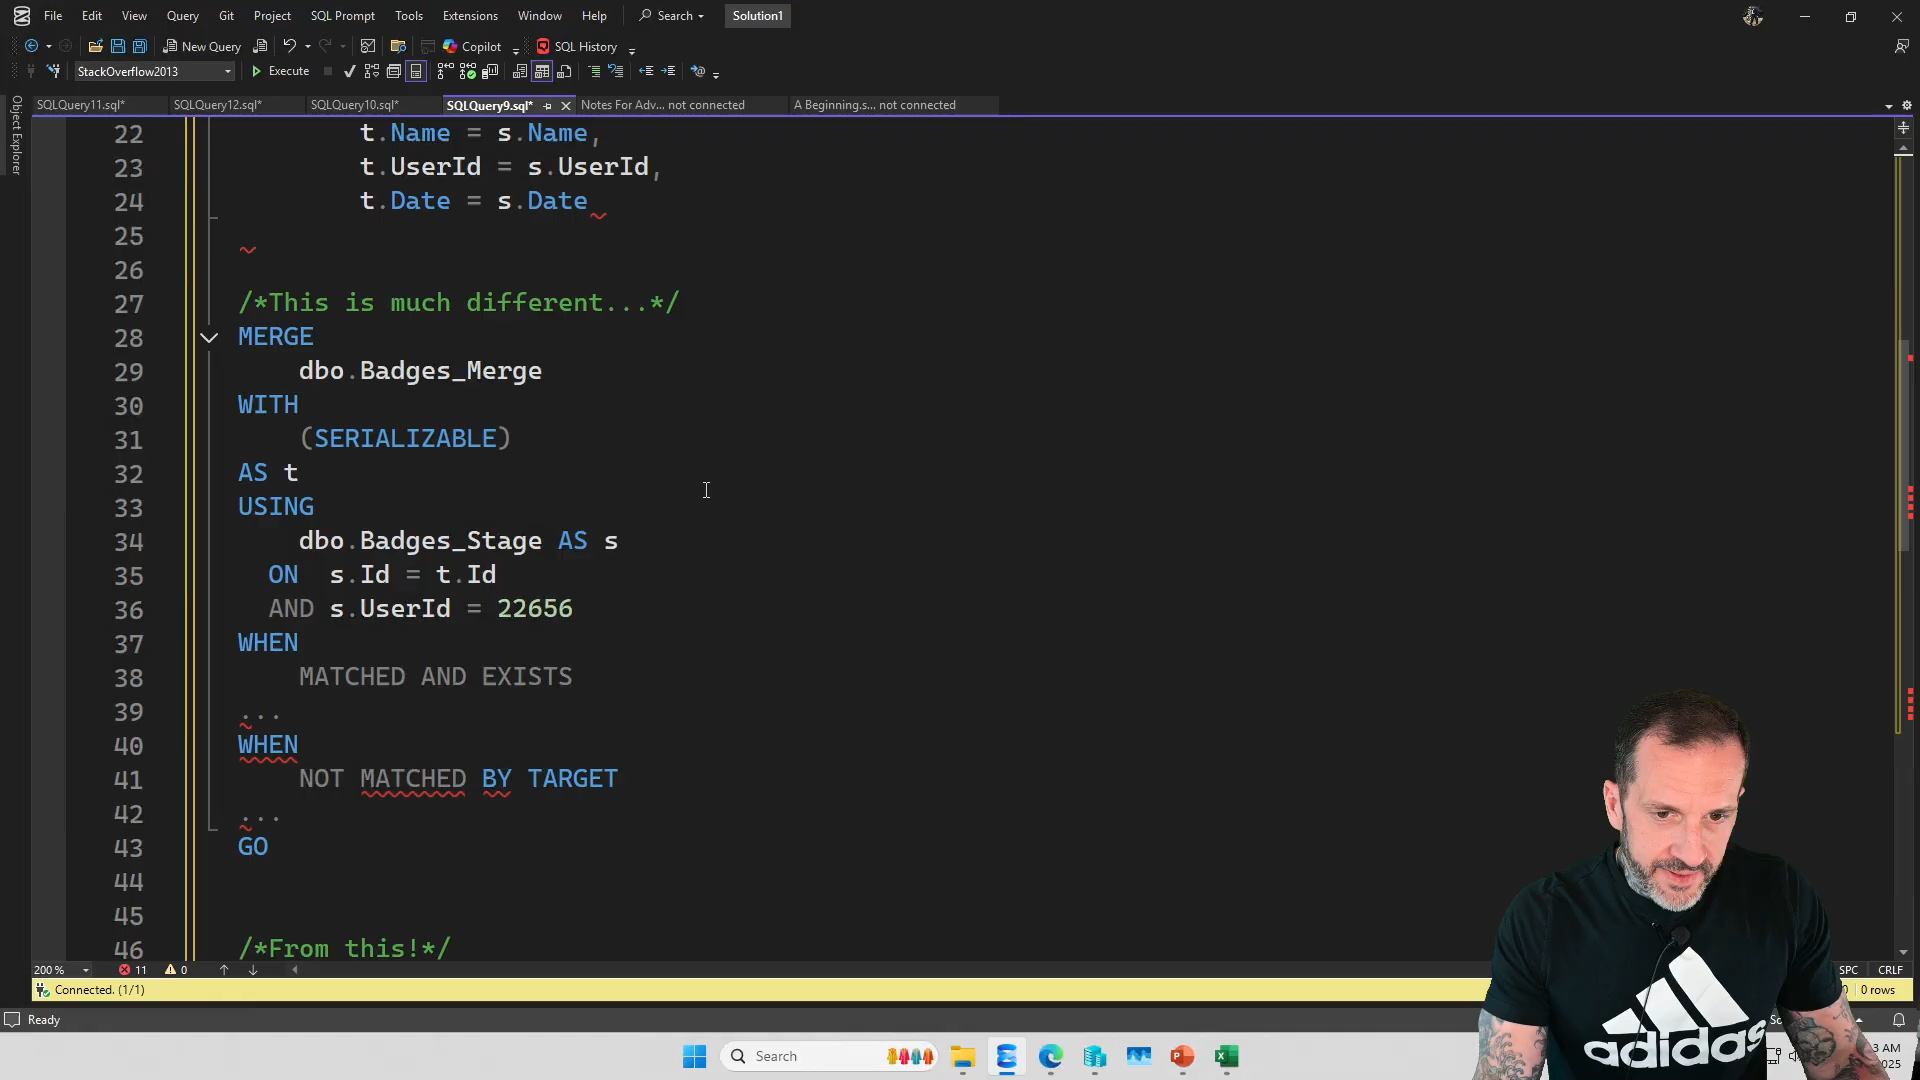 File Edit View Query Git Project SQL Prompt Tools Extensions Window Help Search Solution1
New Query Copilot SQL History
StackOverflow2013 Execute
SQLQuery11.sql* SQLQuery12.sql* SQLQuery10.sql* SQLQuery9.sql* Notes For Adv... not connected A Beginning.s... not connected
Object Explorer
22 t.Name = s.Name,
23 t.UserId = s.UserId,
24 t.Date = s.Date
25
26
27 /*This is much different...*/
28 MERGE
29 dbo.Badges_Merge
30 WITH
31 (SERIALIZABLE)
32 AS t
33 USING
34 dbo.Badges_Stage AS s
35 ON s.Id = t.Id
36 AND s.UserId = 22656
37 WHEN
38 MATCHED AND EXISTS
39 ...
40 WHEN
41 NOT MATCHED BY TARGET
42 ...
43 GO
44
45
46 /*From this!*/
200 % 11 0 SPC CRLF
Connected. (1/1) 0 rows
Ready
Search
adidas